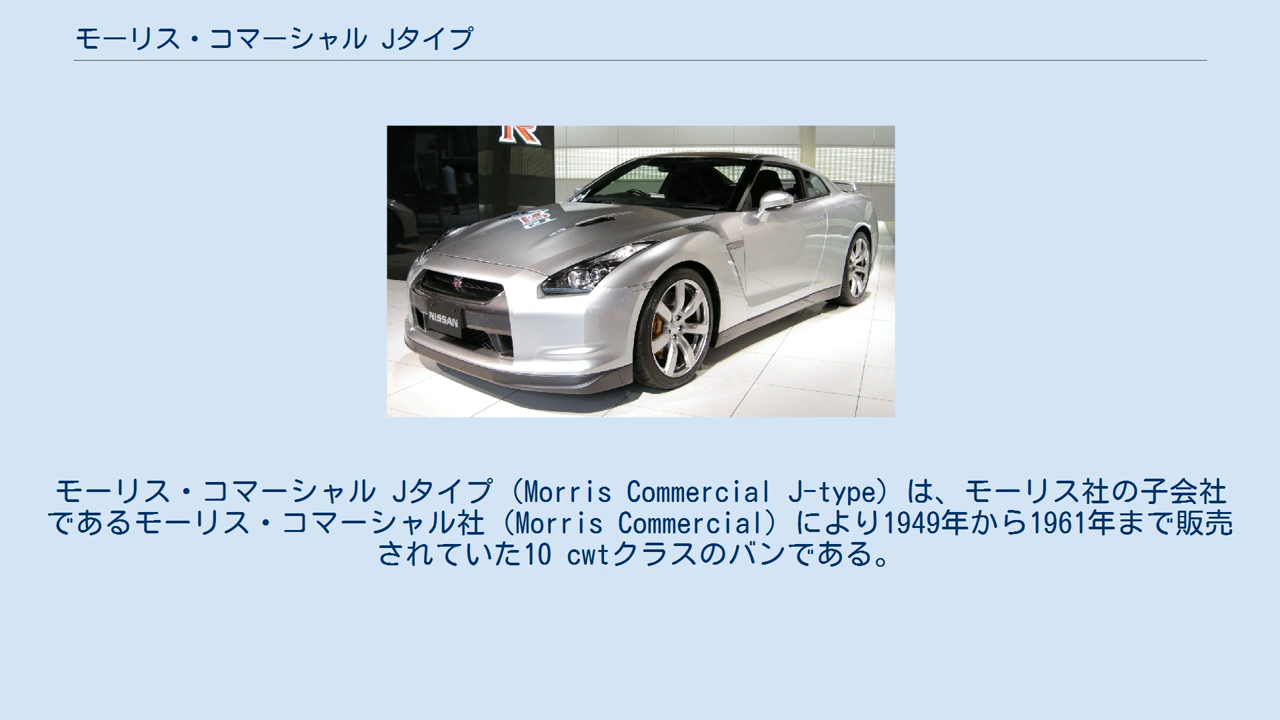 モーリス・コマーシャル Jタイプ
R
NISSAN
モーリス・コマーシャル Jタイプ（Morris Commercial J-type）は、モーリス社の子会社
であるモーリス・コマーシャル社（Morris Commercial）により1949年から1961年まで販売
されていた10 cwtクラスのバンである。